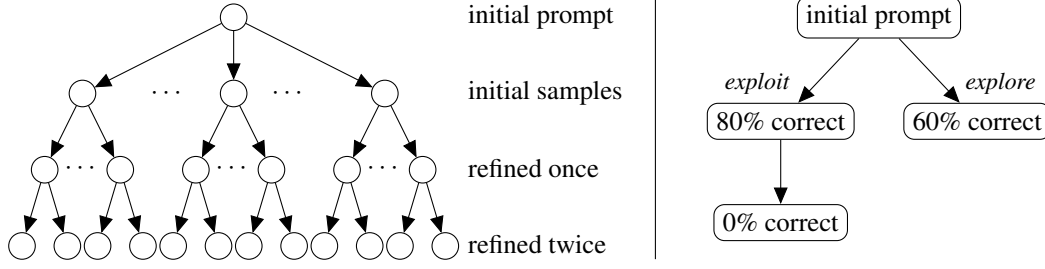 initial prompt
· · ·
· · ·
initial samples
· · ·
· · ·
· · ·
refined once
refined twice
initial prompt
exploit
explore
80% correct
60% correct
0% correct